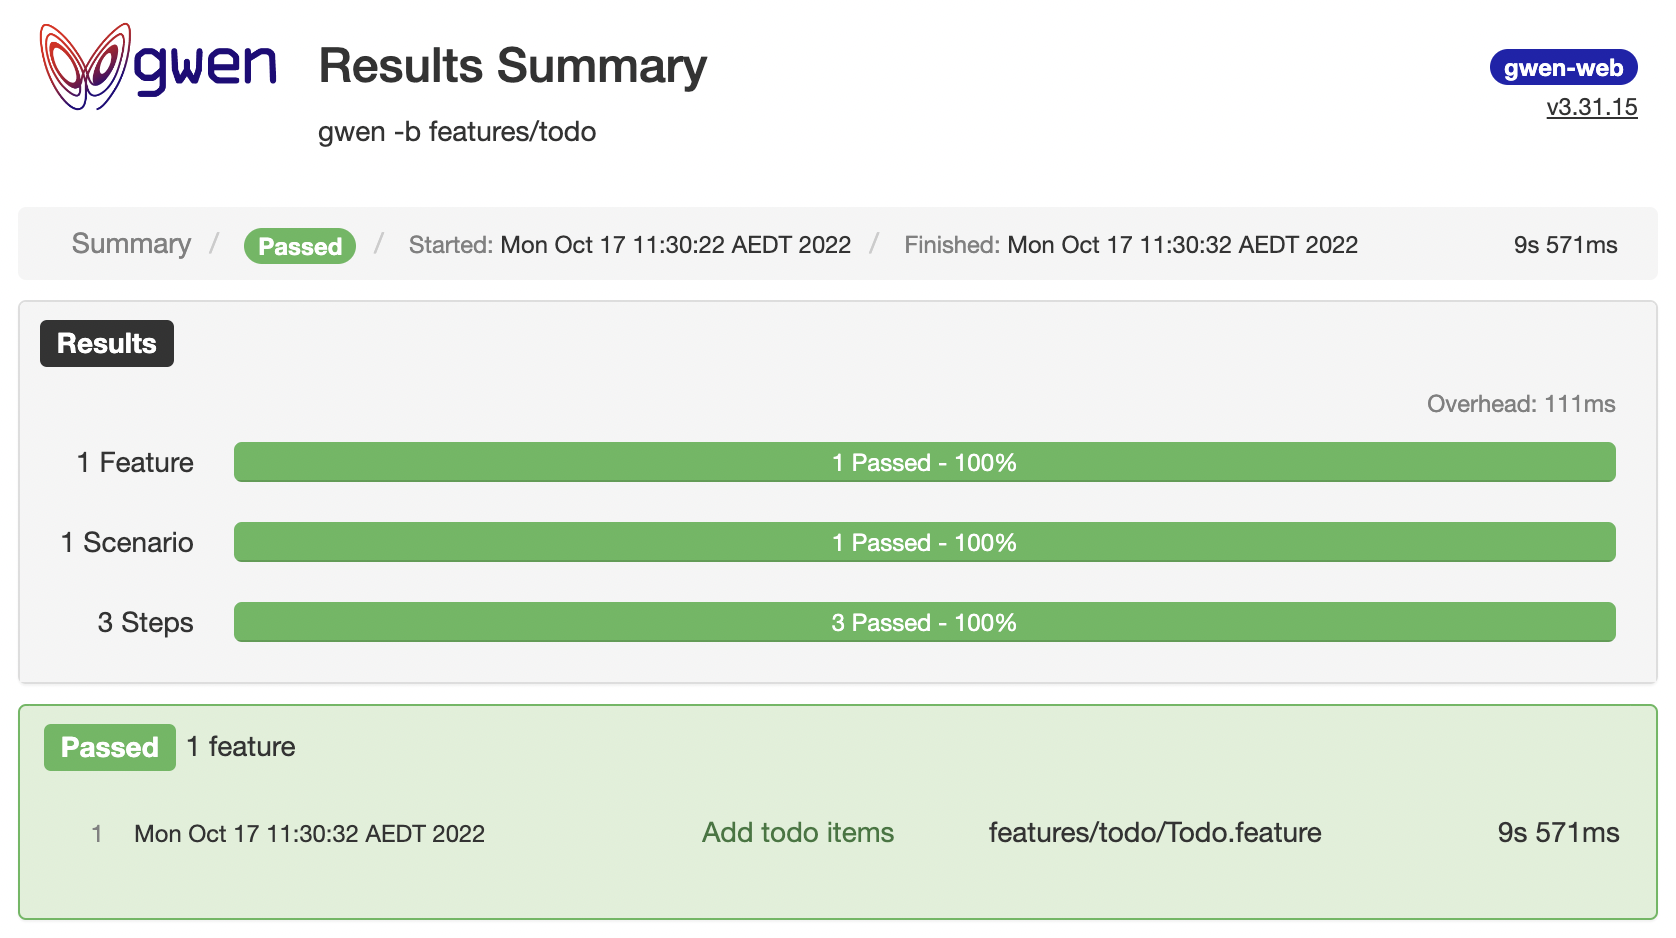 gwen
Results Summary
gwen-web
v3.31.15
gwen -b features/todo
Summary / Passed / Started: Mon Oct 17 11:30:22 AEDT 2022 / Finished: Mon Oct 17 11:30:32 AEDT 2022 9s 571ms
Results
Overhead: 111ms
1 Feature 1 Passed - 100%
1 Scenario 1 Passed - 100%
3 Steps 3 Passed - 100%
Passed 1 feature
1 Mon Oct 17 11:30:32 AEDT 2022 Add todo items features/todo/Todo.feature 9s 571ms